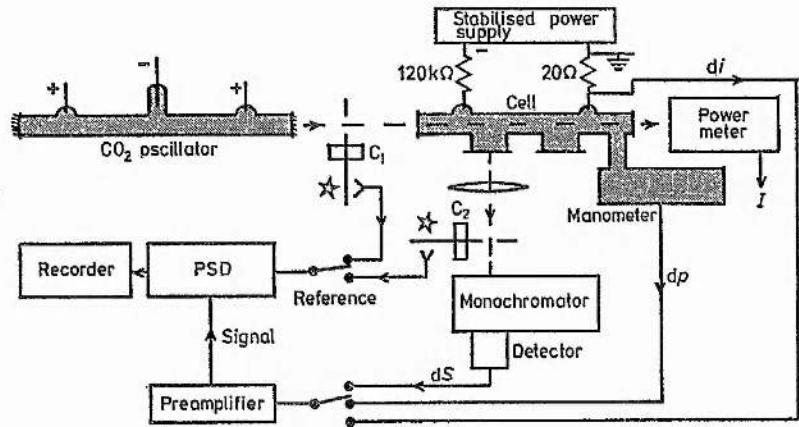 Stabilised power
supply
−
120kΩ
20Ω
di
+
−
+
Cell
Power
meter
CO₂ pscillator
C₁
I
Manometer
C₂
Recorder
PSD
Reference
dp
Monochromator
Signal
Detector
dS
Preamplifier